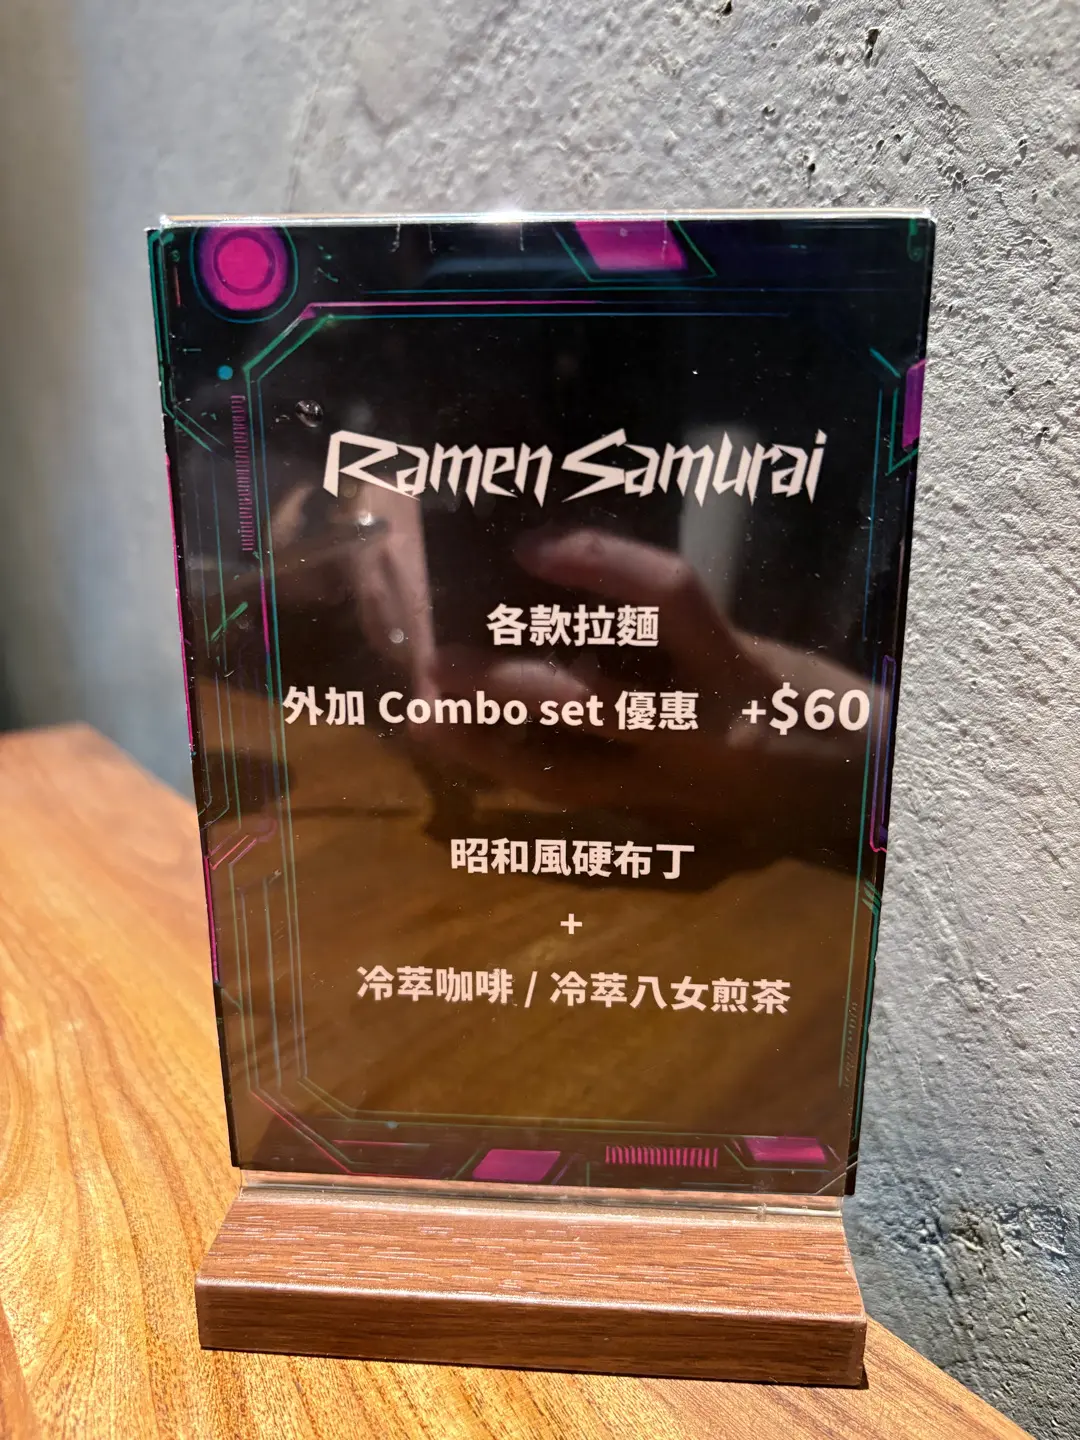 Ramen Samurai
各款拉麵
外加 Combo set 優惠 +$60
昭和風硬布丁
+
冷萃咖啡 / 冷萃八女煎茶